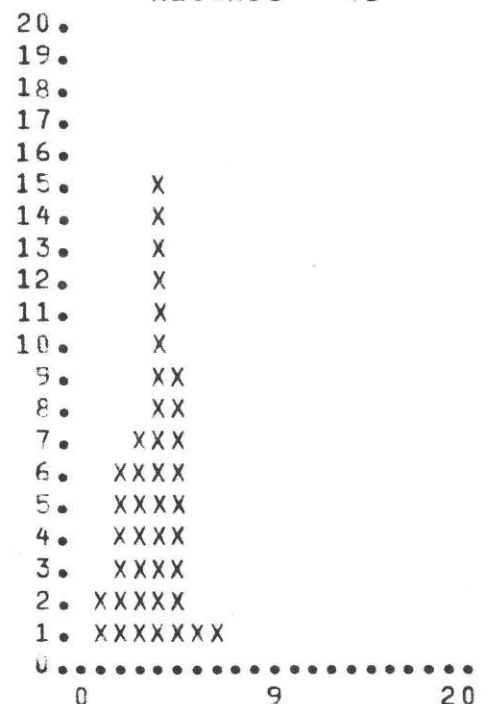 20.
19.
18.
17.
16.
15. X
14. X
13. X
12. X
11. X
10. X
9. XX
8. XX
7. XXX
6. XXXX
5. XXXX
4. XXXX
3. XXXX
2. XXXXX
1. XXXXXXX
0......................
0 9 20